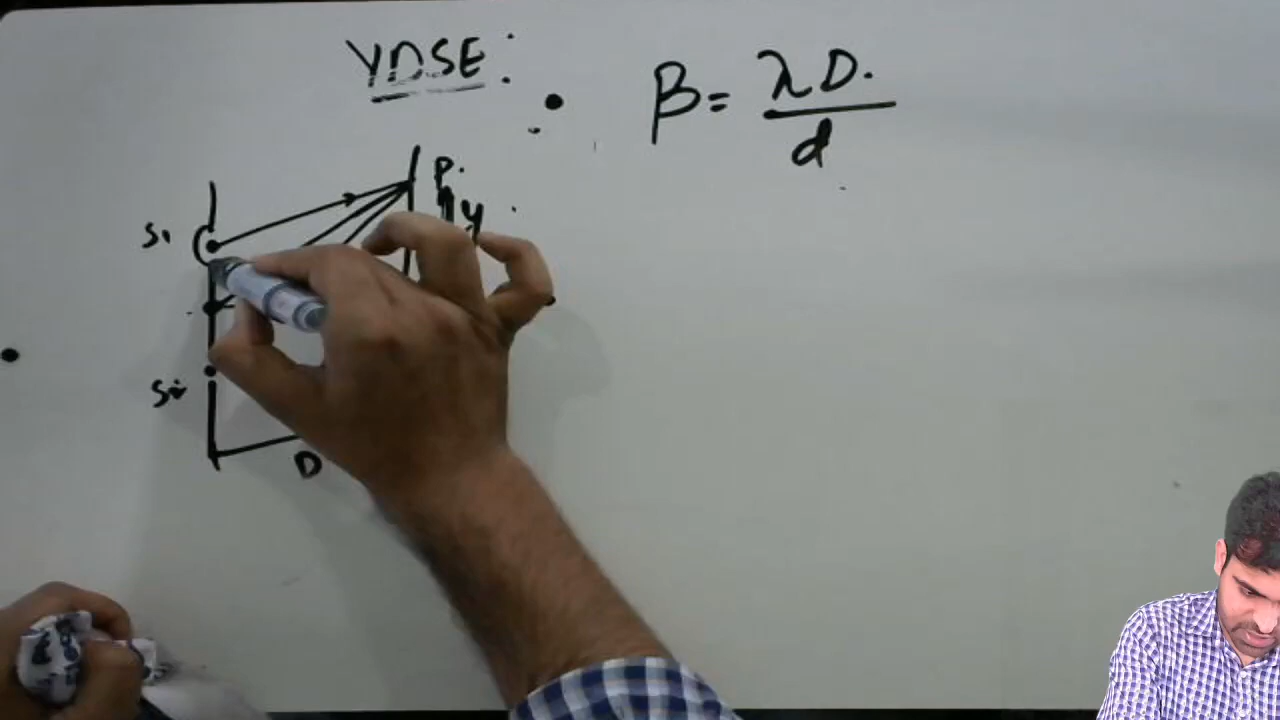 YDSE:
β = λD.
d
P.
y
S1
S2
D